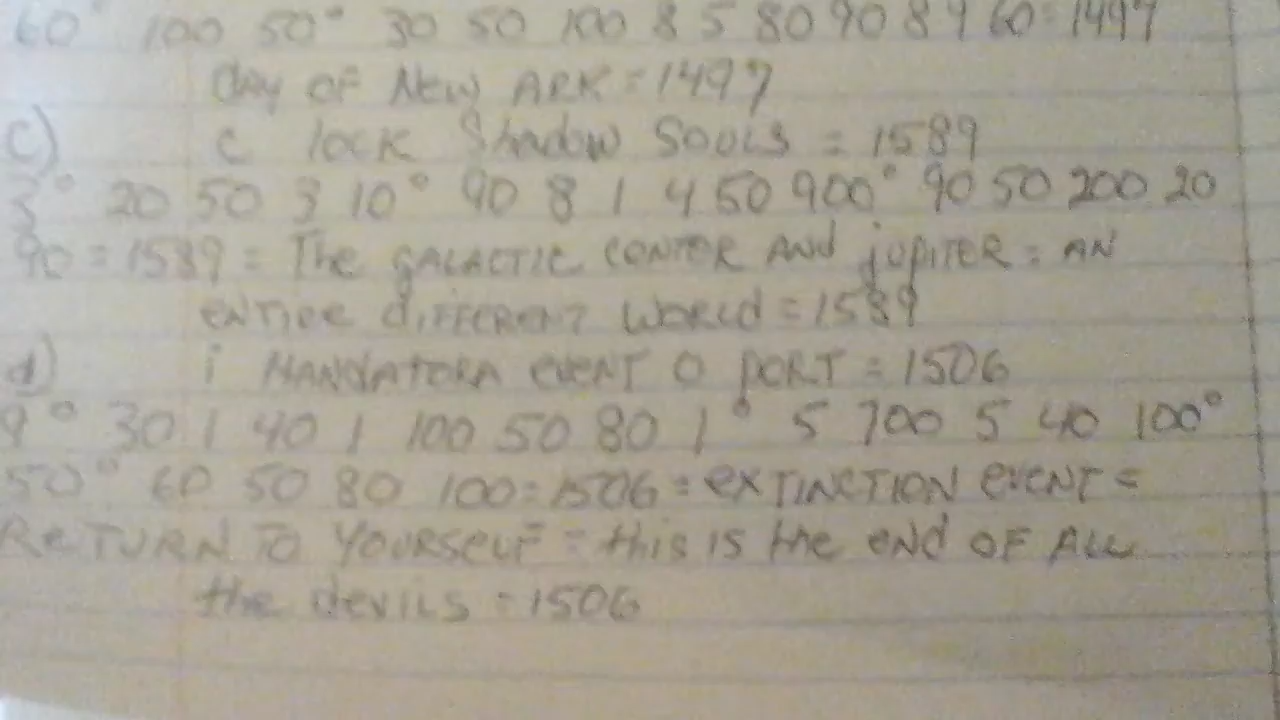 60° 100 50° 30 50 100 8 5 80 90 8 9 60 = 1497
day of New ARK = 1497
c) c lock Shadow Souls = 1589
3° 20 50 3 10° 90 8 1 4 50 900° 90 50 200 20
90 = 1589 = The GALACTIC CENTER AND jupiTER = AN
ENTIRE diFFERENT WORLd = 1589
d) i MANdATORA EVENT O pORT = 1506
9° 30 1 40 1 100 50 80 1° 5 700 5 40 100°
50° 60 50 80 100 = 1506 = EXTINCTION EVENT =
RETURN TO YOURSELF = this is the end OF ALL
the devils = 1506